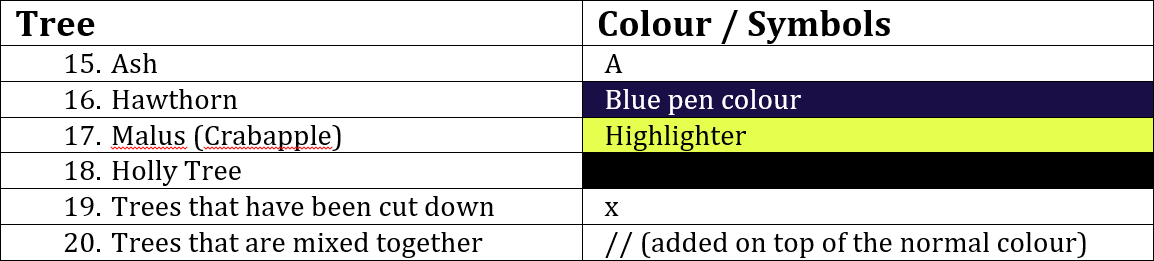 Tree Colour / Symbols
15. Ash A
16. Hawthorn Blue pen colour
17. Malus (Crabapple) Highlighter
18. Holly Tree
19. Trees that have been cut down x
20. Trees that are mixed together // (added on top of the normal colour)